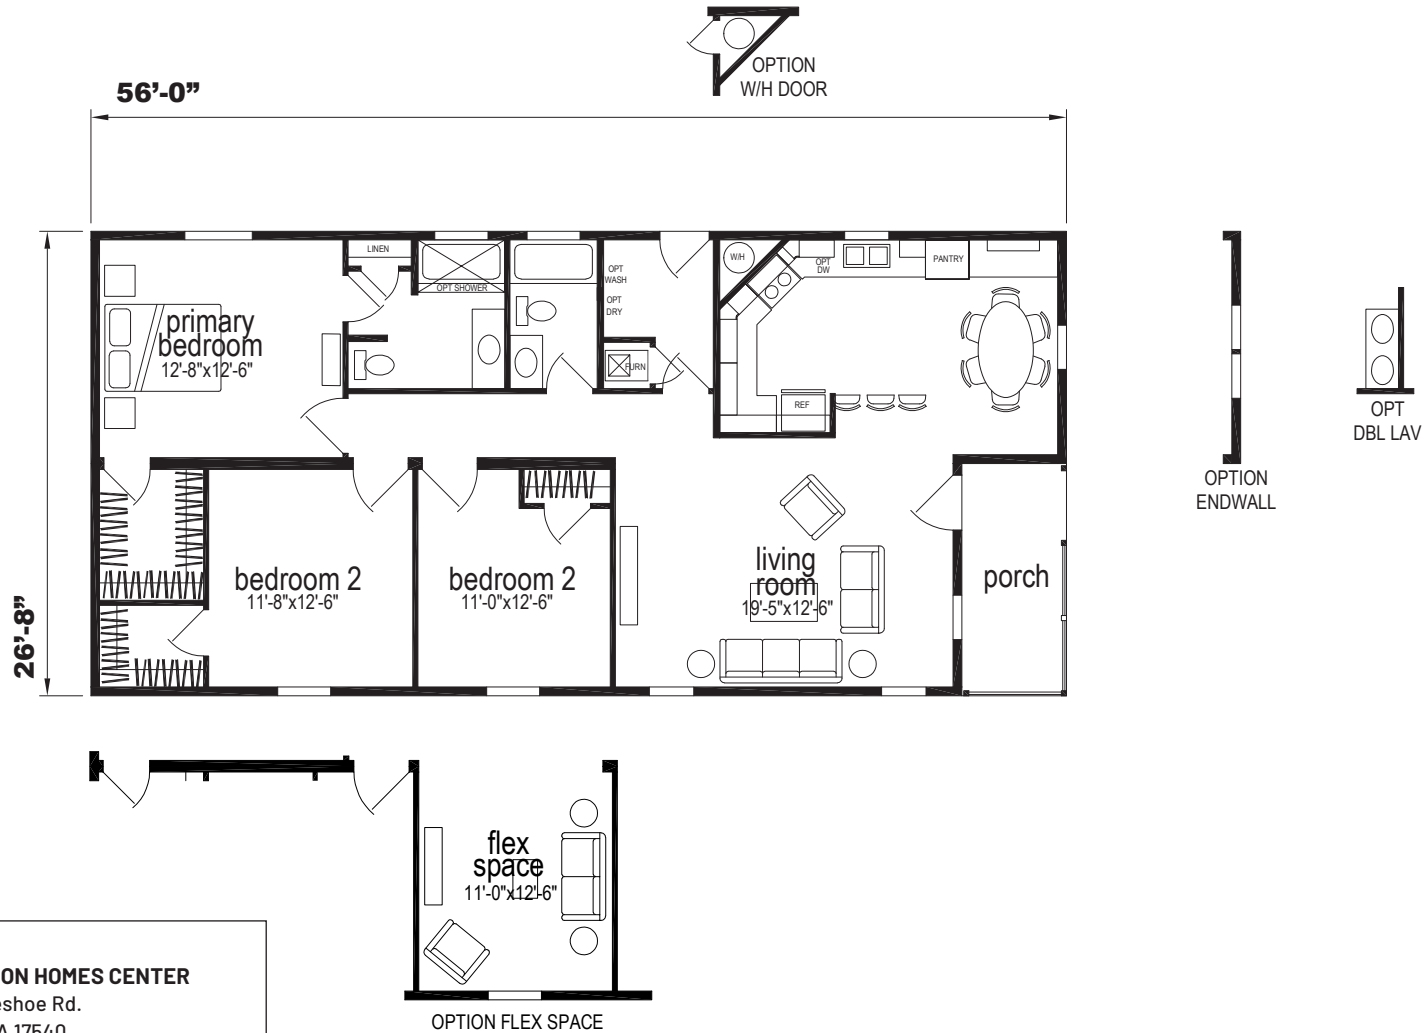 OPTION
W/H DOOR
56’-0”
26’-8”
LINEN
OPT SHOWER
OPT
WASH
OPT
DRY
FURN
W/H
OPT
DW
PANTRY
REF
primary
bedroom
12'-8"x12'-6"
bedroom 2
11'-8"x12'-6"
bedroom 2
11'-0"x12'-6"
living
room
19'-5"x12'-6"
porch
OPTION
ENDWALL
OPT
DBL LAV
flex
space
11'-0"x12'-6"
OPTION FLEX SPACE
ON HOMES CENTER
eshoe Rd.
A 17540